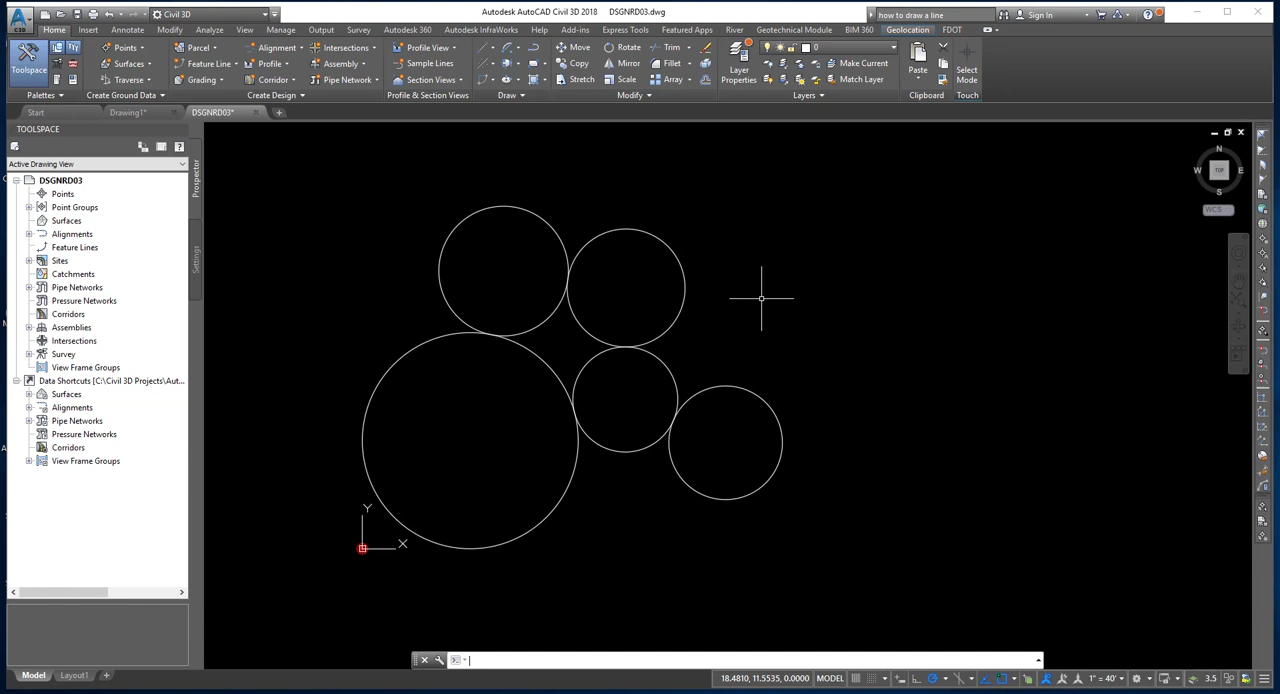 Autodesk AutoCAD Civil 3D 2018 DSGNRD03.dwg
Civil 3D
how to draw a line
Sign In
C3D
Home Insert Annotate Modify Analyze View Manage Output Survey Autodesk 360 Autodesk InfraWorks Help Add-ins Express Tools Featured Apps River Geotechnical Module BIM 360 Geolocation FDOT
Toolspace
Points
Surfaces
Traverse
Parcel
Feature Line
Grading
Alignment
Profile
Corridor
Intersections
Assembly
Pipe Network
Profile View
Sample Lines
Section Views
Move
Copy
Stretch
Rotate
Mirror
Scale
Trim
Fillet
Array
Layer
Properties
0
Make Current
Match Layer
Paste
Select
Mode
Palettes
Create Ground Data
Create Design
Profile & Section Views
Draw
Modify
Layers
Clipboard
Touch
Start Drawing1* DSGNRD03*
TOOLSPACE
Active Drawing View
Prospector
Settings
DSGNRD03
Points
Point Groups
Surfaces
Alignments
Feature Lines
Sites
Catchments
Pipe Networks
Pressure Networks
Corridors
Assemblies
Intersections
Survey
View Frame Groups
Data Shortcuts [C:\Civil 3D Projects\Aut...
Surfaces
Alignments
Pipe Networks
Pressure Networks
Corridors
View Frame Groups
N
W TOP E
S
WCS
Y
X
Model Layout1
18.4810, 11.5535, 0.0000 MODEL 1" = 40' 3.5